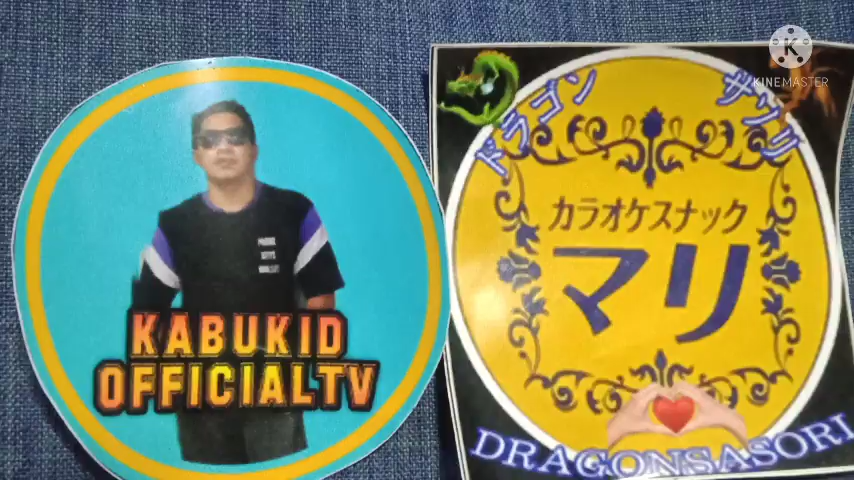 KABUKID
OFFICIALTV
ドラゴン
サソリ
カラオケスナック
マリ
DRAGONSASORI
KINEMASTER